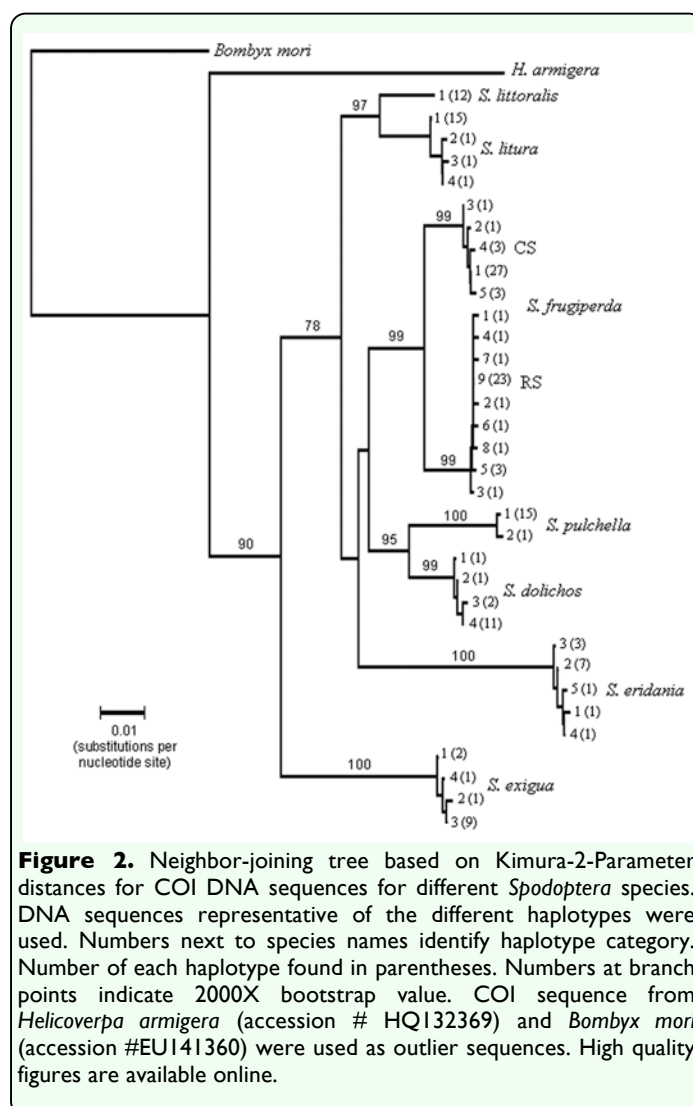 Bombyx mori
H. armigera
97
1 (12) S. littoralis
1 (15)
2 (1)
S. litura
3 (1)
4 (1)
99
3 (1)
2 (1)
4 (3) CS
1 (27)
5 (3)
S. frugiperda
1 (1)
4 (1)
78
99
7 (1)
9 (23) RS
2 (1)
6 (1)
8 (1)
99
5 (3)
3 (1)
100
1 (15)
S. pulchella
2 (1)
95
99
1 (1)
2 (1)
S. dolichos
3 (2)
4 (11)
90
100
3 (3)
2 (7)
S. eridania
5 (1)
1 (1)
4 (1)
0.01
(substitutions per
nucleotide site)
100
1 (2)
4 (1)
S. exigua
2 (1)
3 (9)
Figure 2. Neighbor-joining tree based on Kimura-2-Parameter
distances for COI DNA sequences for different Spodoptera species.
DNA sequences representative of the different haplotypes were
used. Numbers next to species names identify haplotype category.
Number of each haplotype found in parentheses. Numbers at branch
points indicate 2000X bootstrap value. COI sequence from
Helicoverpa armigera (accession # HQ132369) and Bombyx mori
(accession #EU141360) were used as outlier sequences. High quality
figures are available online.